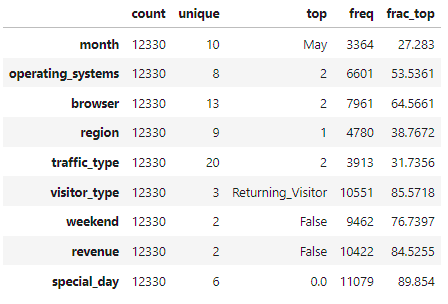 count unique top freq frac_top
month 12330 10 May 3364 27.283
operating_systems 12330 8 2 6601 53.5361
browser 12330 13 2 7961 64.5661
region 12330 9 1 4780 38.7672
traffic_type 12330 20 2 3913 31.7356
visitor_type 12330 3 Returning_Visitor 10551 85.5718
weekend 12330 2 False 9462 76.7397
revenue 12330 2 False 10422 84.5255
special_day 12330 6 0.0 11079 89.854